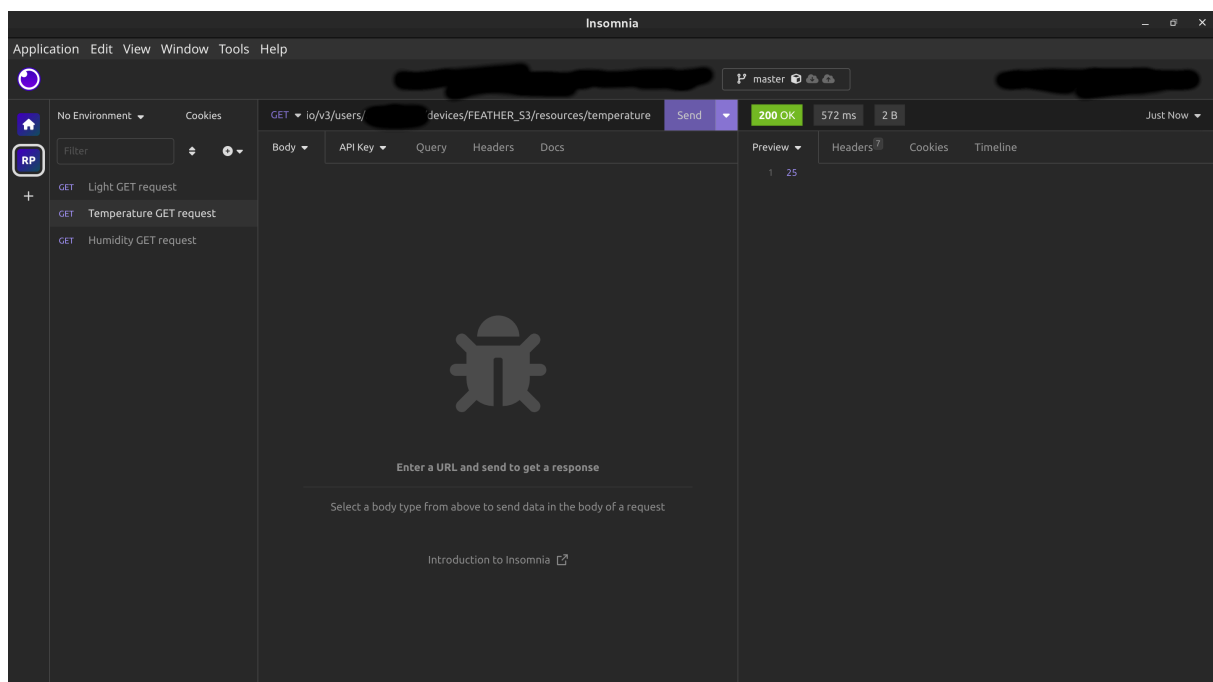 Insomnia
Application Edit View Window Tools Help
master
No Environment Cookies
GET io/v3/users/ devices/FEATHER_S3/resources/temperature Send
200 OK 572 ms 2 B Just Now
RP
Filter
Body API Key Query Headers Docs
Preview Headers 7 Cookies Timeline
1 25
GET Light GET request
GET Temperature GET request
GET Humidity GET request
Enter a URL and send to get a response
Select a body type from above to send data in the body of a request
Introduction to Insomnia